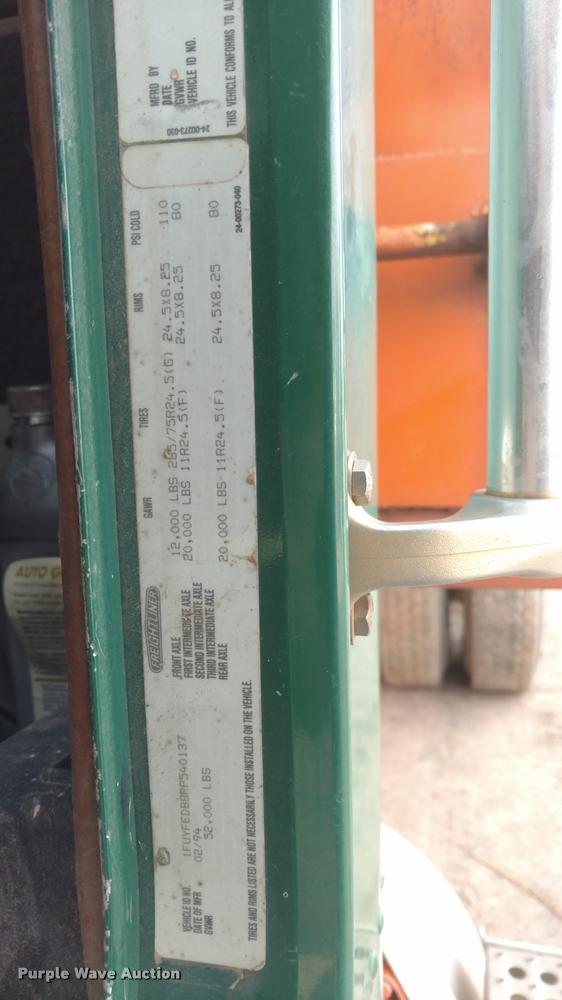 FREIGHTLINER
GAWR TIRES RIMS PSI COLD
FRONT AXLE 12,000 LBS 285/75R24.5(G) 24.5X8.25 110
FIRST INTERMEDIATE AXLE 20,000 LBS 11R24.5(F) 24.5X8.25 80
SECOND INTERMEDIATE AXLE
THIRD INTERMEDIATE AXLE
REAR AXLE 20,000 LBS 11R24.5(F) 24.5X8.25 80
VEHICLE ID NO. 1FUYFEDB8RP540137
DATE OF MFR 02/94
GVWR 52,000 LBS
TIRES AND RIMS LISTED ARE NOT NECESSARILY THOSE INSTALLED ON THE VEHICLE.
24-00273-040
MFRD BY
DATE
GVWR
VEHICLE ID NO.
THIS VEHICLE CONFORMS TO AL
24-00273-030
AUTO G
Purple Wave Auction